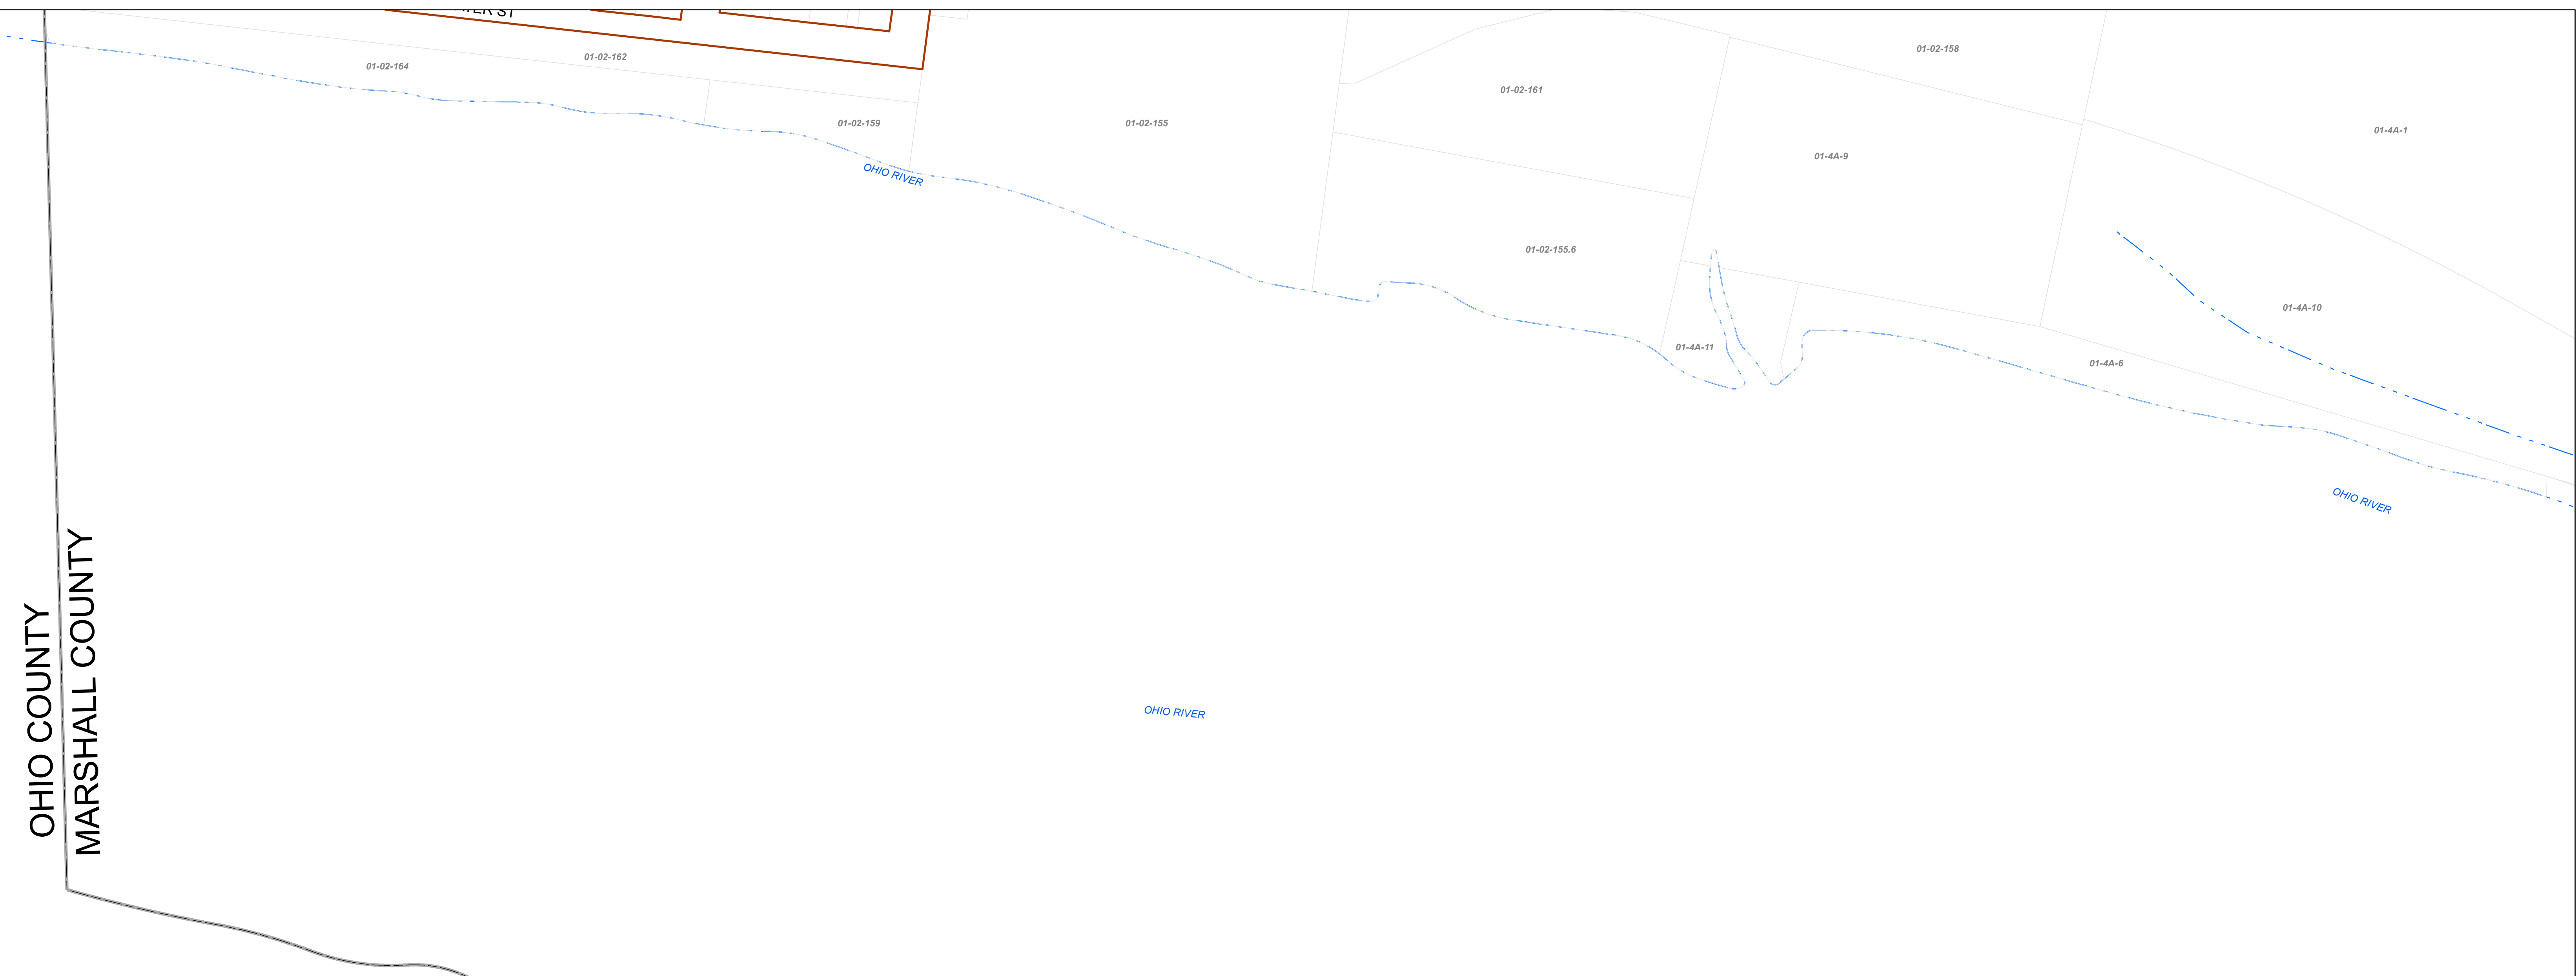 01-02-158
01-02-162
01-02-164
01-02-161
01-02-159
01-02-155
01-4A-1
01-4A-9
OHIO RIVER
01-02-155.6
01-4A-10
01-4A-11
01-4A-6
OHIO RIVER
OHIO COUNTY
MARSHALL COUNTY
OHIO RIVER